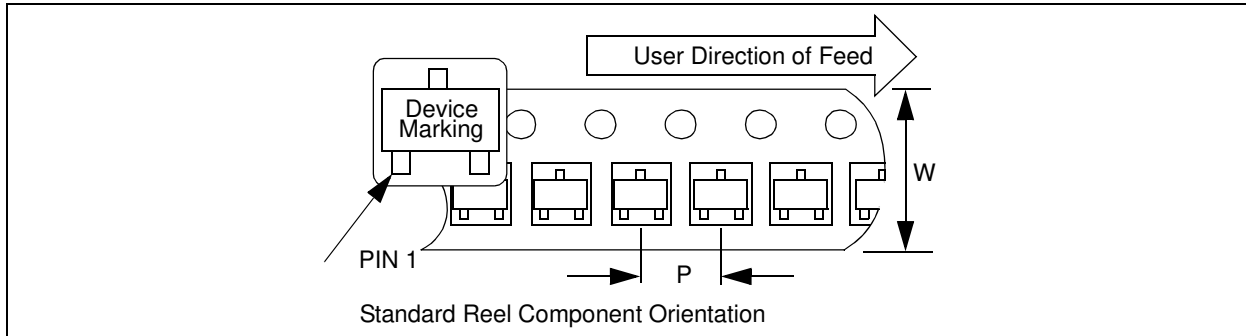 User Direction of Feed
Device
Marking
W
PIN 1
P
Standard Reel Component Orientation